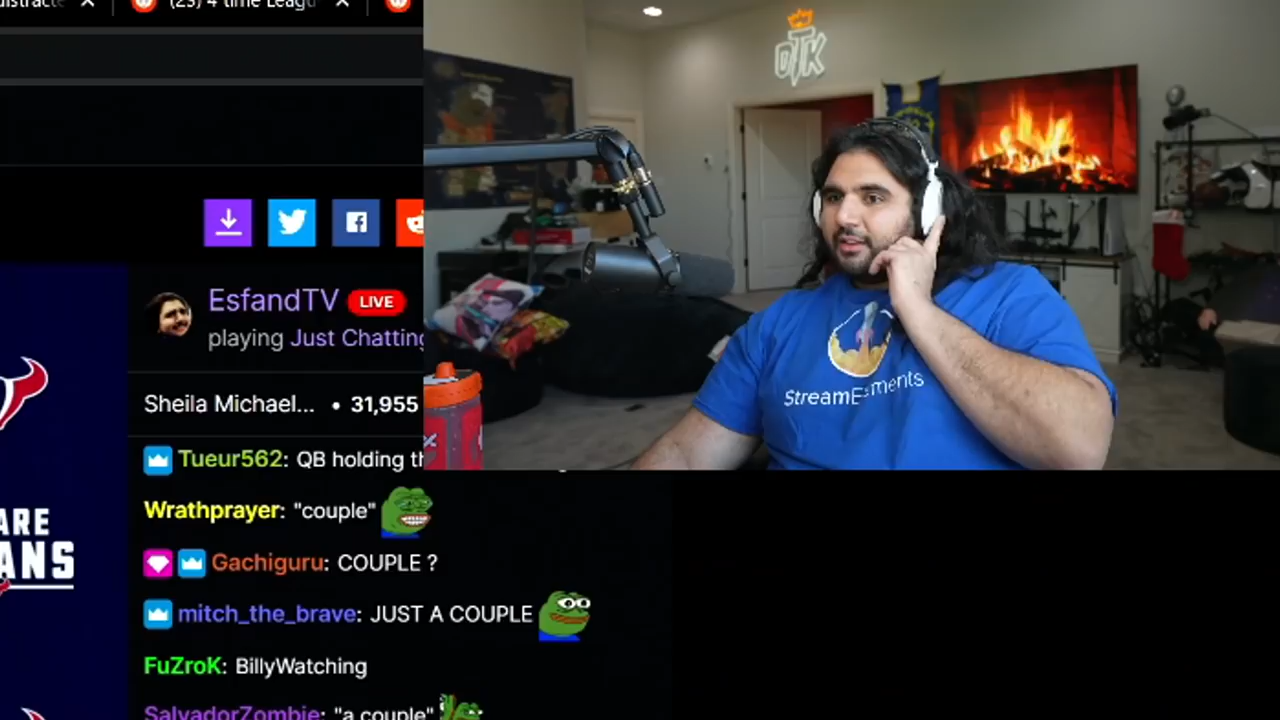 (23) 4 time Leagu
OTK
EsfandTV LIVE
playing Just Chatting
Sheila Michael... • 31,955
StreamElements
Tueur562: QB holding th
Wrathprayer: "couple"
Gachiguru: COUPLE ?
mitch_the_brave: JUST A COUPLE
FuZroK: BillyWatching
SalvadorZombie: "a couple"
ARE
ANS